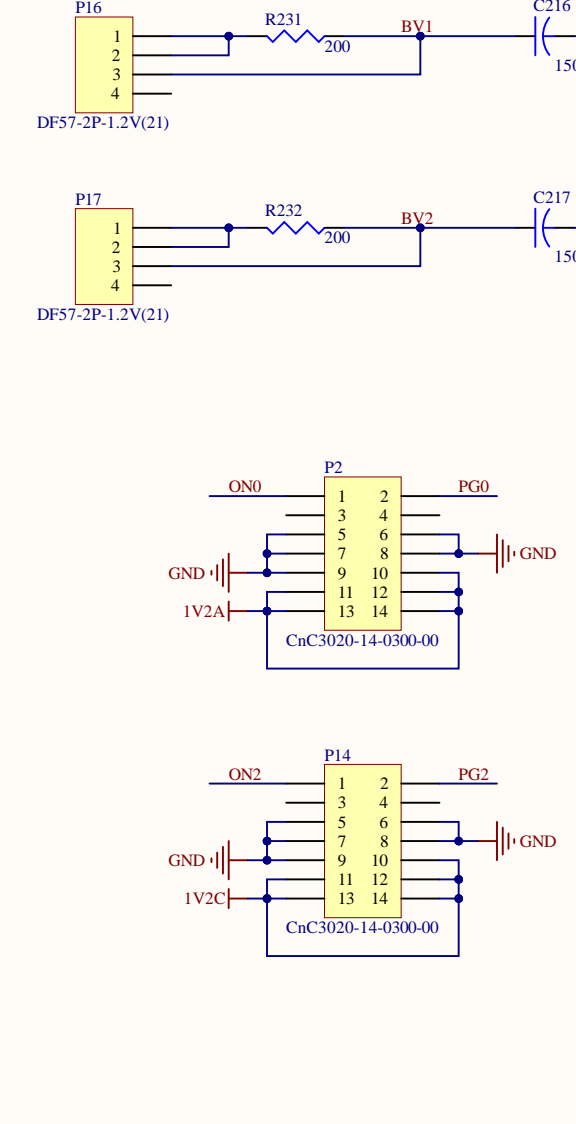 P16
C216
R231
BV1
200
150
1
2
3
4
DF57-2P-1.2V(21)
P17
C217
R232
BV2
200
150
1
2
3
4
DF57-2P-1.2V(21)
P2
ON0
PG0
1 2
3 4
5 6
7 8
9 10
11 12
13 14
GND
GND
1V2A
CnC3020-14-0300-00
P14
ON2
PG2
1 2
3 4
5 6
7 8
9 10
11 12
13 14
GND
GND
1V2C
CnC3020-14-0300-00